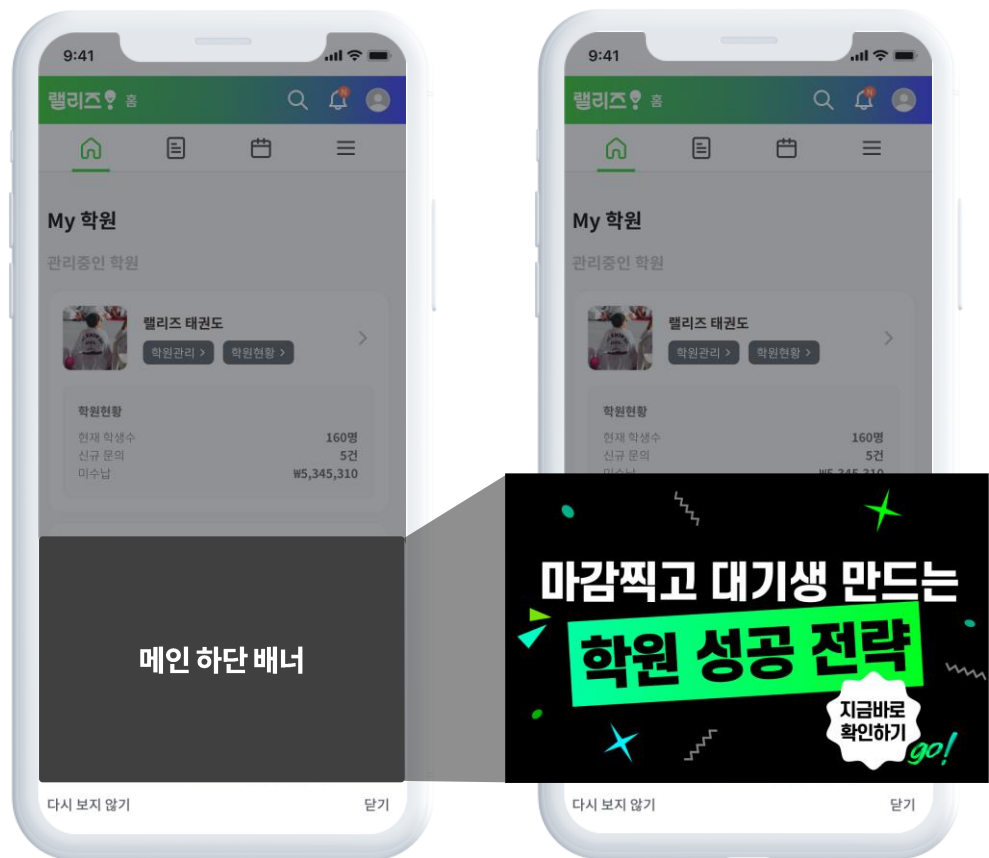 9:41
랠리즈 홈
N
My 학원
관리중인 학원
랠리즈 태권도
학원관리 >
학원현황 >
학원현황
현재 학생수 160명
신규 문의 5건
미수납 ₩5,345,310
메인 하단 배너
다시 보지 않기 닫기
9:41
랠리즈 홈
N
My 학원
관리중인 학원
랠리즈 태권도
학원관리 >
학원현황 >
학원현황
현재 학생수 160명
신규 문의 5건
미수납 ₩5,345,310
마감찍고 대기생 만드는
학원 성공 전략
지금바로
확인하기
go!
다시 보지 않기 닫기